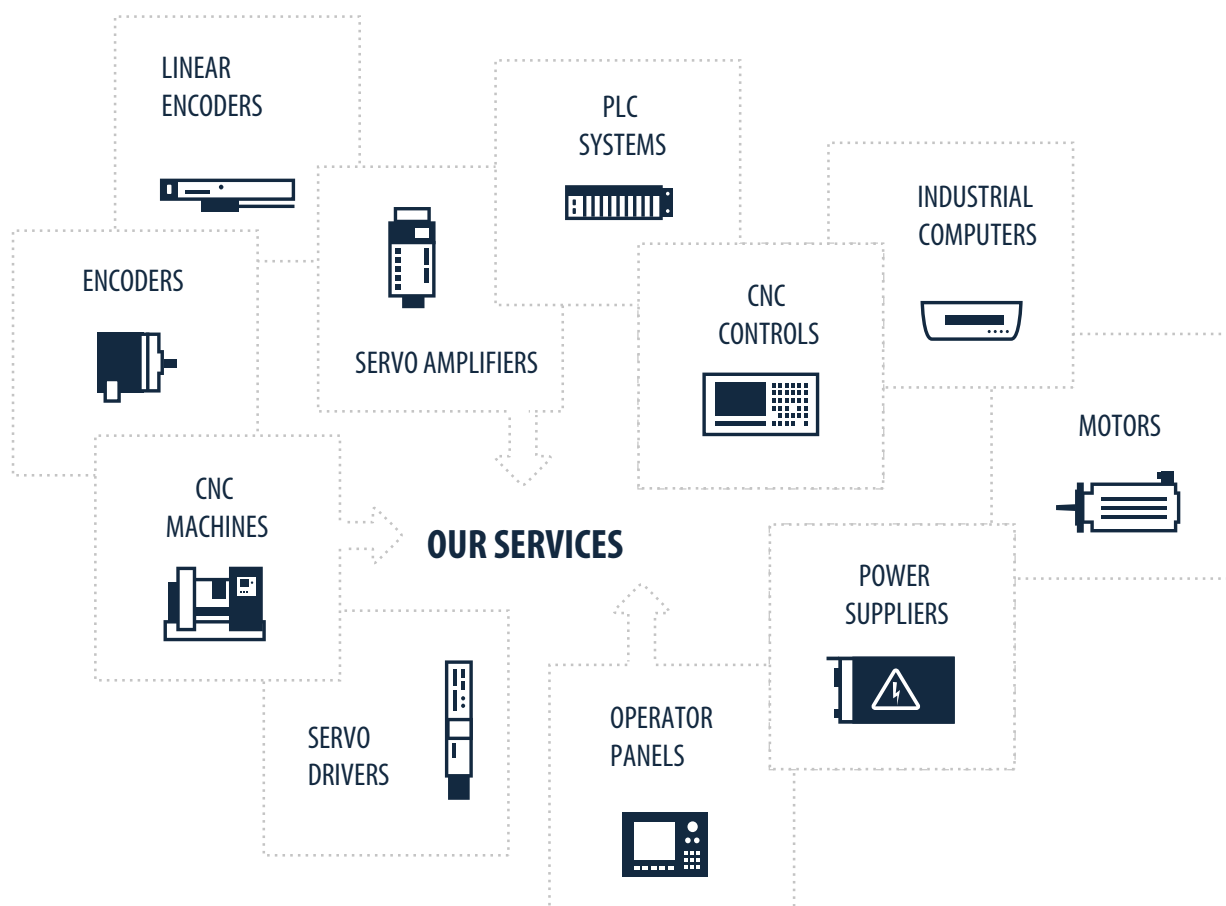 LINEAR
ENCODERS
PLC
SYSTEMS
INDUSTRIAL
COMPUTERS
ENCODERS
SERVO AMPLIFIERS
CNC
CONTROLS
MOTORS
CNC
MACHINES
OUR SERVICES
POWER
SUPPLIERS
SERVO
DRIVERS
OPERATOR
PANELS